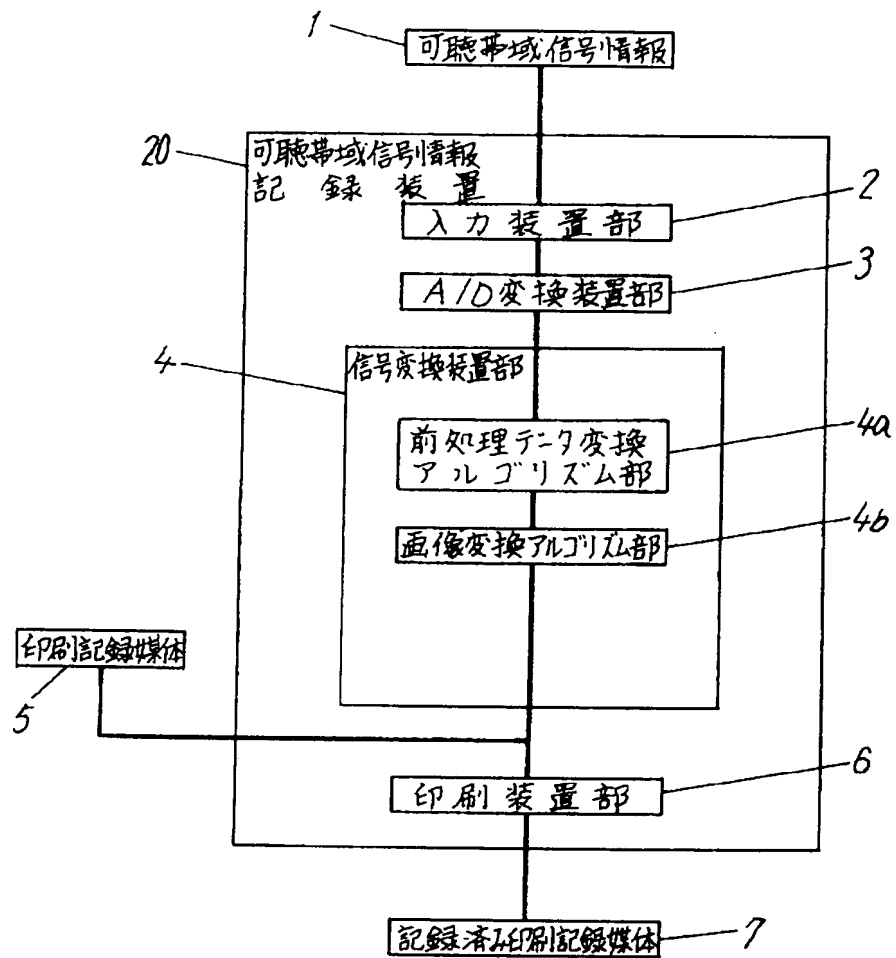 1
可聴帯域信号情報
20
可聴帯域信号情報
記録装置
2
入力装置部
3
A/D変換装置部
4
信号変換装置部
4a
前処理データ変換
アルゴリズム部
4b
画像変換アルゴリズム部
印刷記録媒体
5
6
印刷装置部
記録済み印刷記録媒体
7